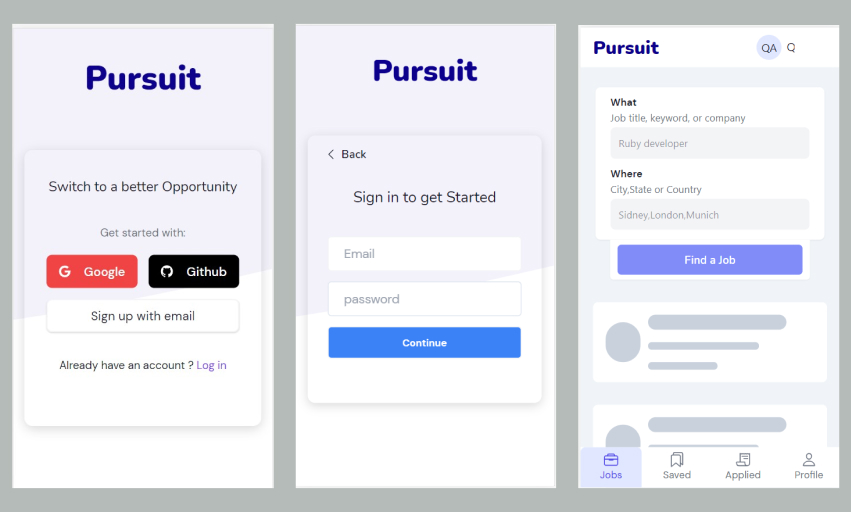 Pursuit
Switch to a better Opportunity
Get started with:
Google
Github
Sign up with email
Already have an account ? Log in
Pursuit
Back
Sign in to get Started
Email
password
Continue
Pursuit
QA
What
Job title, keyword, or company
Ruby developer
Where
City,State or Country
Sidney,London,Munich
Find a Job
Jobs
Saved
Applied
Profile